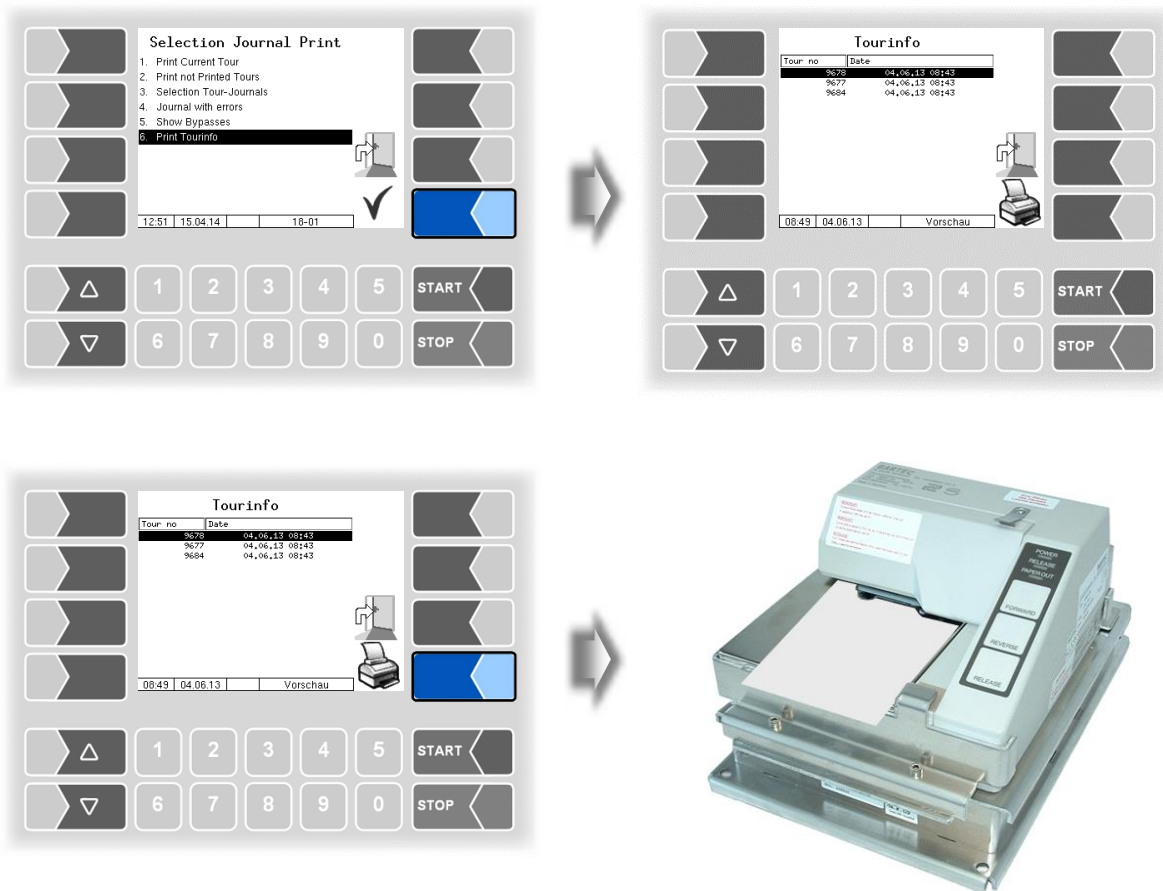 Selection Journal Print
1. Print Current Tour
2. Print not Printed Tours
3. Selection Tour-Journals
4. Journal with errors
5. Show Bypasses
6. Print Tourinfo
12:51 15.04.14 18-01
1 2 3 4 5 START
6 7 8 9 0 STOP
Tourinfo
Tour no Date
9678 04.06.13 08:43
9677 04.06.13 08:43
9684 04.06.13 08:43
08:49 04.06.13 Vorschau
1 2 3 4 5 START
6 7 8 9 0 STOP
Tourinfo
Tour no Date
9678 04.06.13 08:43
9677 04.06.13 08:43
9684 04.06.13 08:43
08:49 04.06.13 Vorschau
1 2 3 4 5 START
6 7 8 9 0 STOP
BARTEC
POWER
RELEASE
PAPER OUT
FORWARD
REVERSE
RELEASE